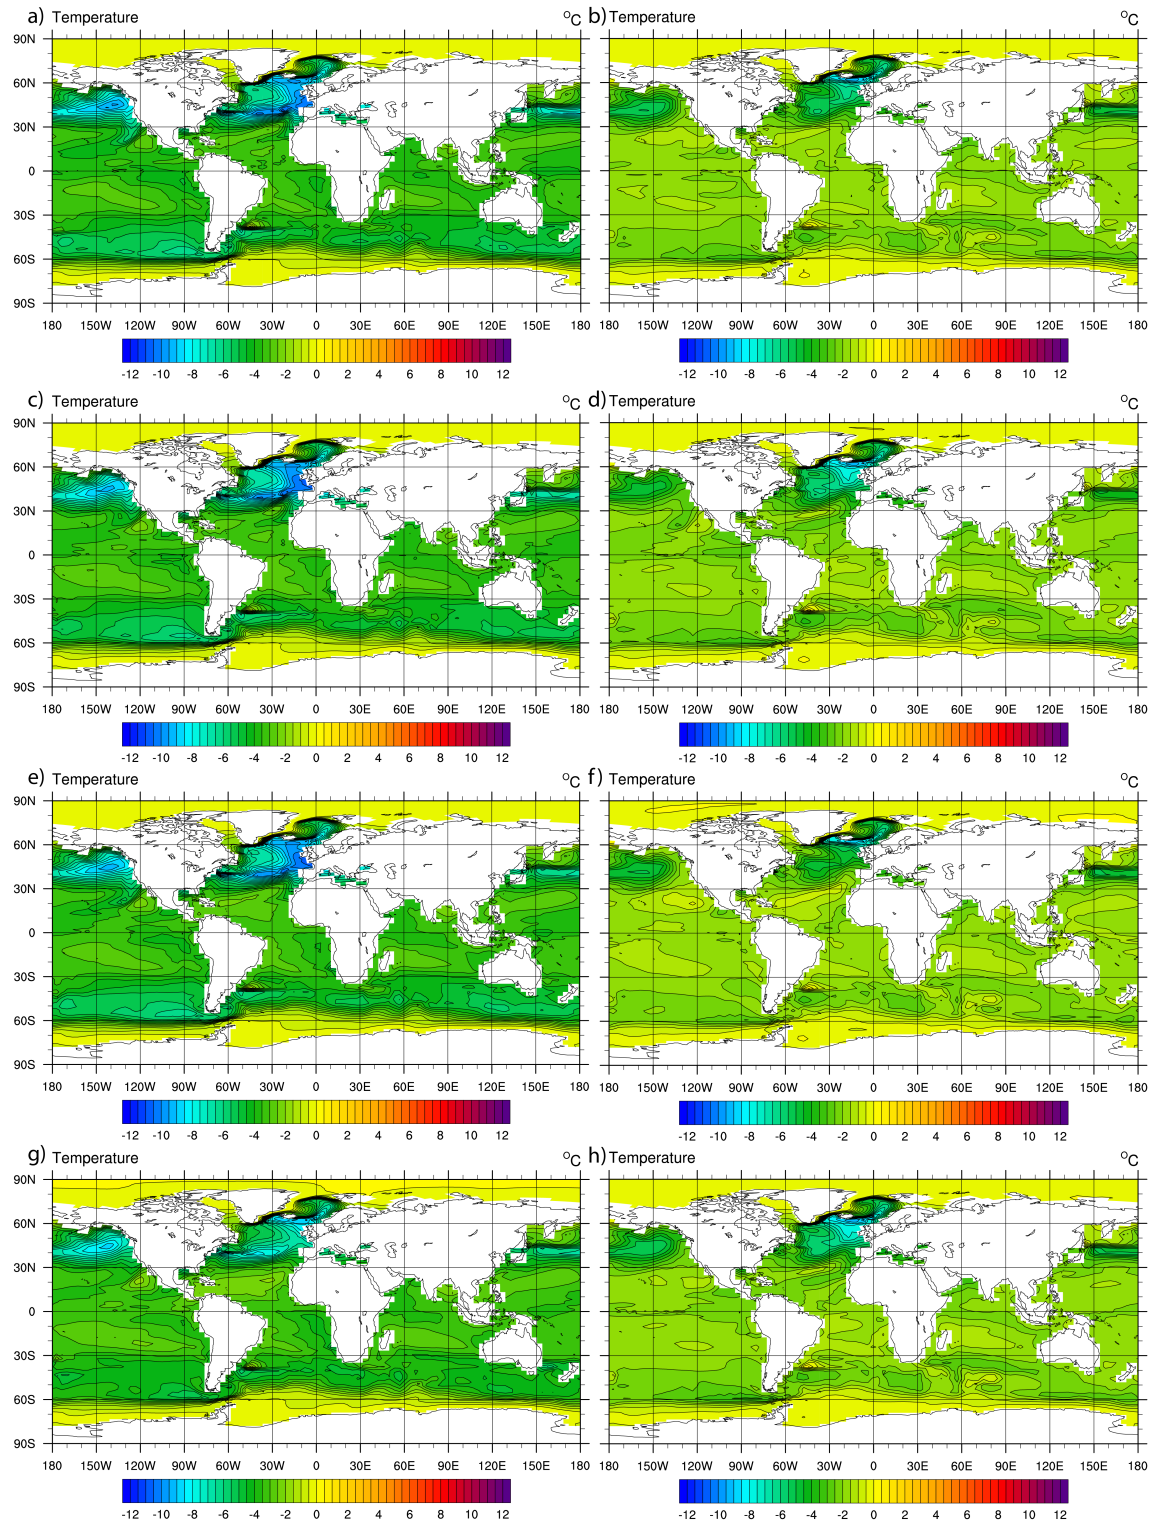 a) Temperature °C b) Temperature °C
90N
60N
30N
0
30S
60S
90S
180 150W 120W 90W 60W 30W 0 30E 60E 90E 120E 150E 180 180 150W 120W 90W 60W 30W 0 30E 60E 90E 120E 150E 180
-12 -10 -8 -6 -4 -2 0 2 4 6 8 10 12 -12 -10 -8 -6 -4 -2 0 2 4 6 8 10 12
c) Temperature °C d) Temperature °C
90N
60N
30N
0
30S
60S
90S
180 150W 120W 90W 60W 30W 0 30E 60E 90E 120E 150E 180 180 150W 120W 90W 60W 30W 0 30E 60E 90E 120E 150E 180
-12 -10 -8 -6 -4 -2 0 2 4 6 8 10 12 -12 -10 -8 -6 -4 -2 0 2 4 6 8 10 12
e) Temperature °C f) Temperature °C
90N
60N
30N
0
30S
60S
90S
180 150W 120W 90W 60W 30W 0 30E 60E 90E 120E 150E 180 180 150W 120W 90W 60W 30W 0 30E 60E 90E 120E 150E 180
-12 -10 -8 -6 -4 -2 0 2 4 6 8 10 12 -12 -10 -8 -6 -4 -2 0 2 4 6 8 10 12
g) Temperature °C h) Temperature °C
90N
60N
30N
0
30S
60S
90S
180 150W 120W 90W 60W 30W 0 30E 60E 90E 120E 150E 180 180 150W 120W 90W 60W 30W 0 30E 60E 90E 120E 150E 180
-12 -10 -8 -6 -4 -2 0 2 4 6 8 10 12 -12 -10 -8 -6 -4 -2 0 2 4 6 8 10 12